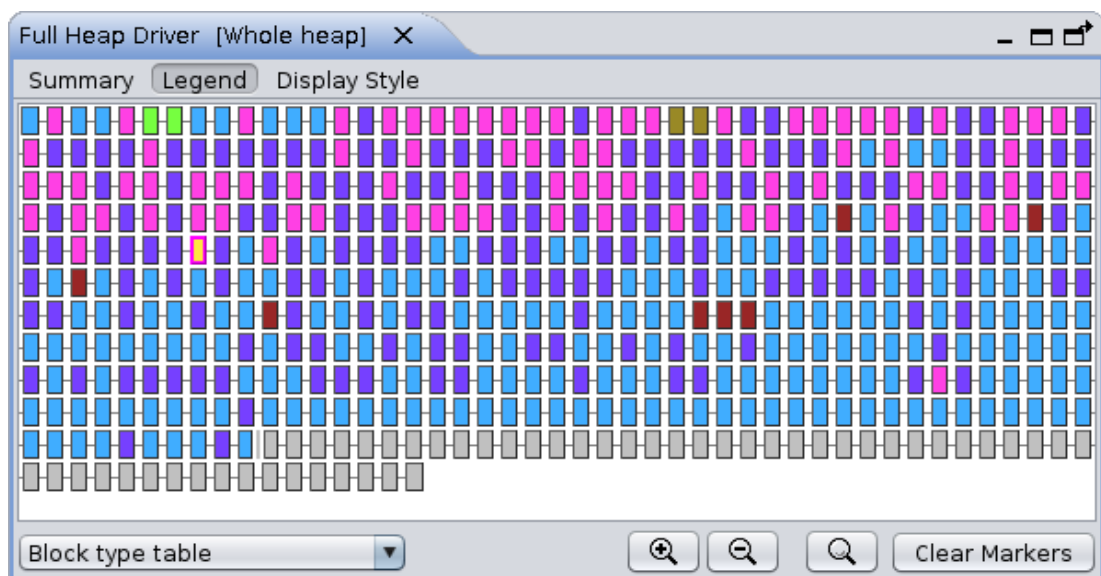 Full Heap Driver [Whole heap]
Summary Legend Display Style
Block type table Clear Markers